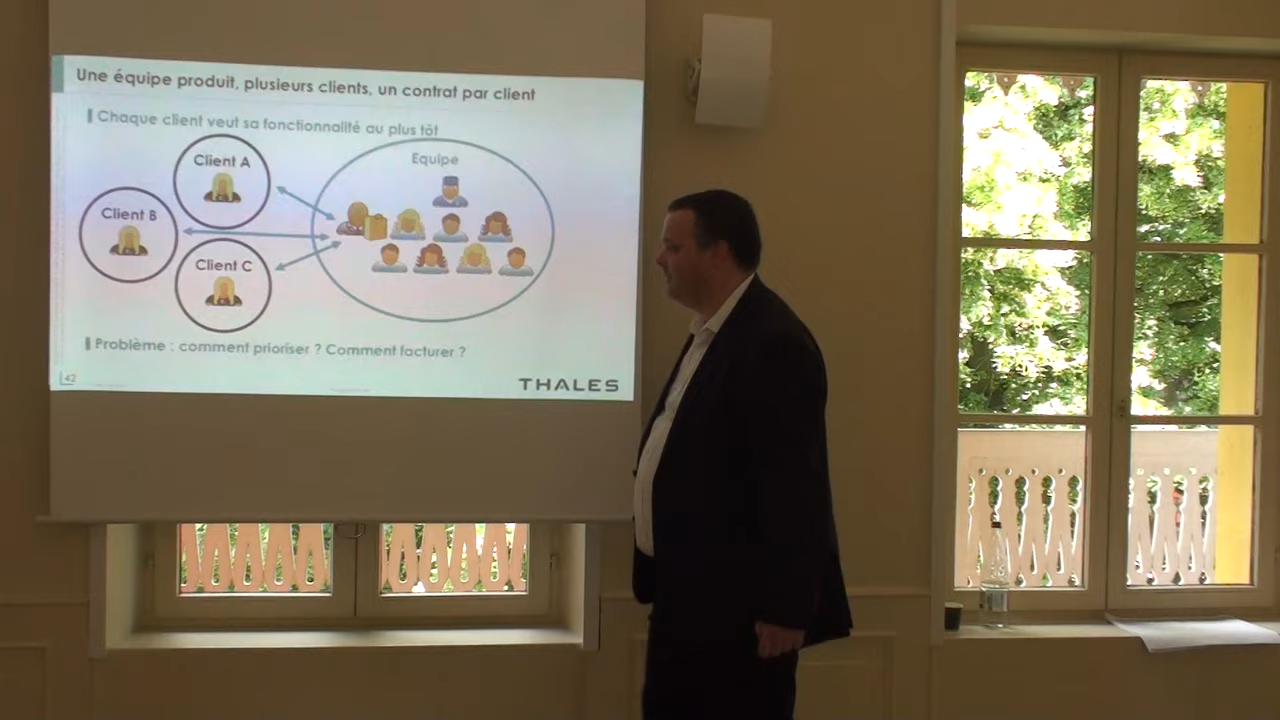 Une équipe produit, plusieurs clients, un contrat par client
Chaque client veut sa fonctionnalité au plus tôt
Client A
Equipe
Client B
Client C
Problème : comment prioriser ? Comment facturer ?
42
THALES